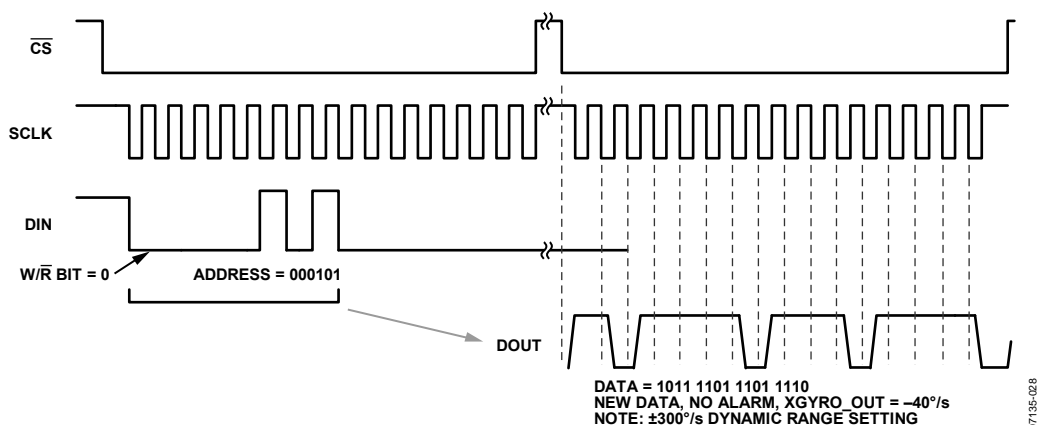 CS
SCLK
DIN
W/R BIT = 0
ADDRESS = 000101
DOUT
DATA = 1011 1101 1101 1110
NEW DATA, NO ALARM, XGYRO_OUT = –40°/s
NOTE: ±300°/s DYNAMIC RANGE SETTING
07135-028